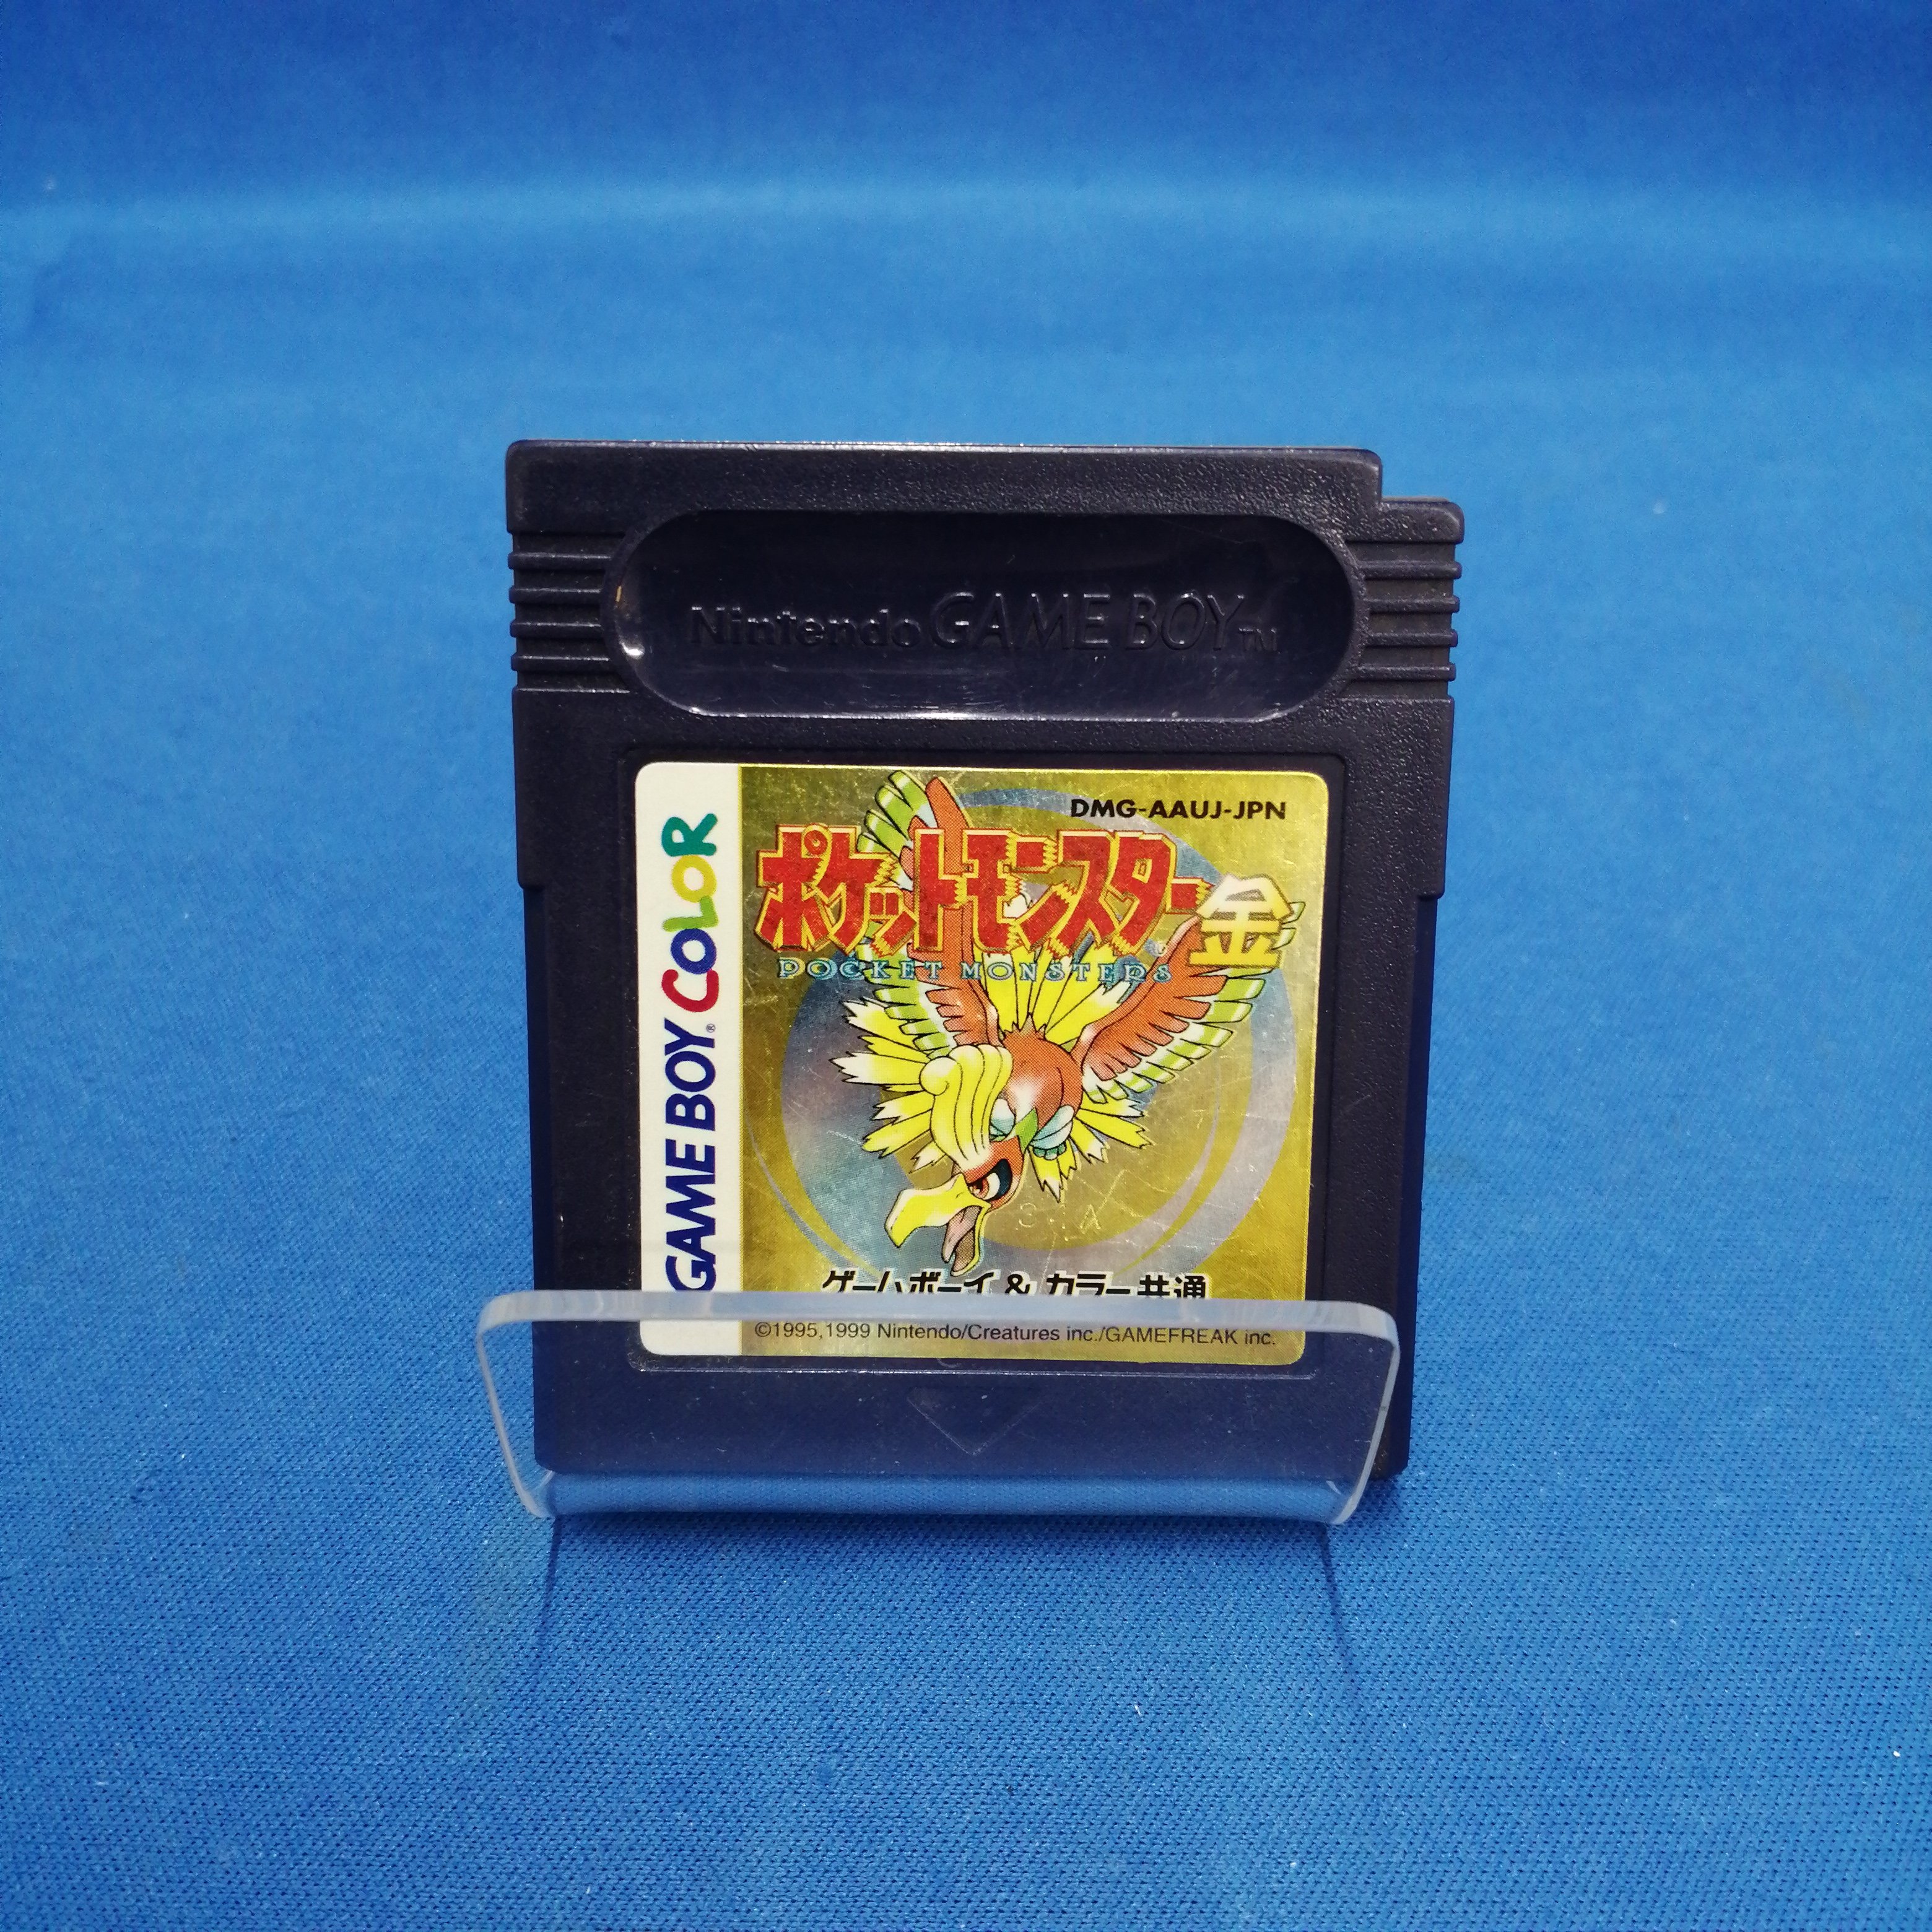 Nintendo GAME BOY TM
GAME BOY® COLOR
DMG-AAUJ-JPN
ポケットモンスター 金
POCKET MONSTERS
ゲームボーイ & カラー共通
©1995,1999 Nintendo/Creatures inc./GAMEFREAK inc.